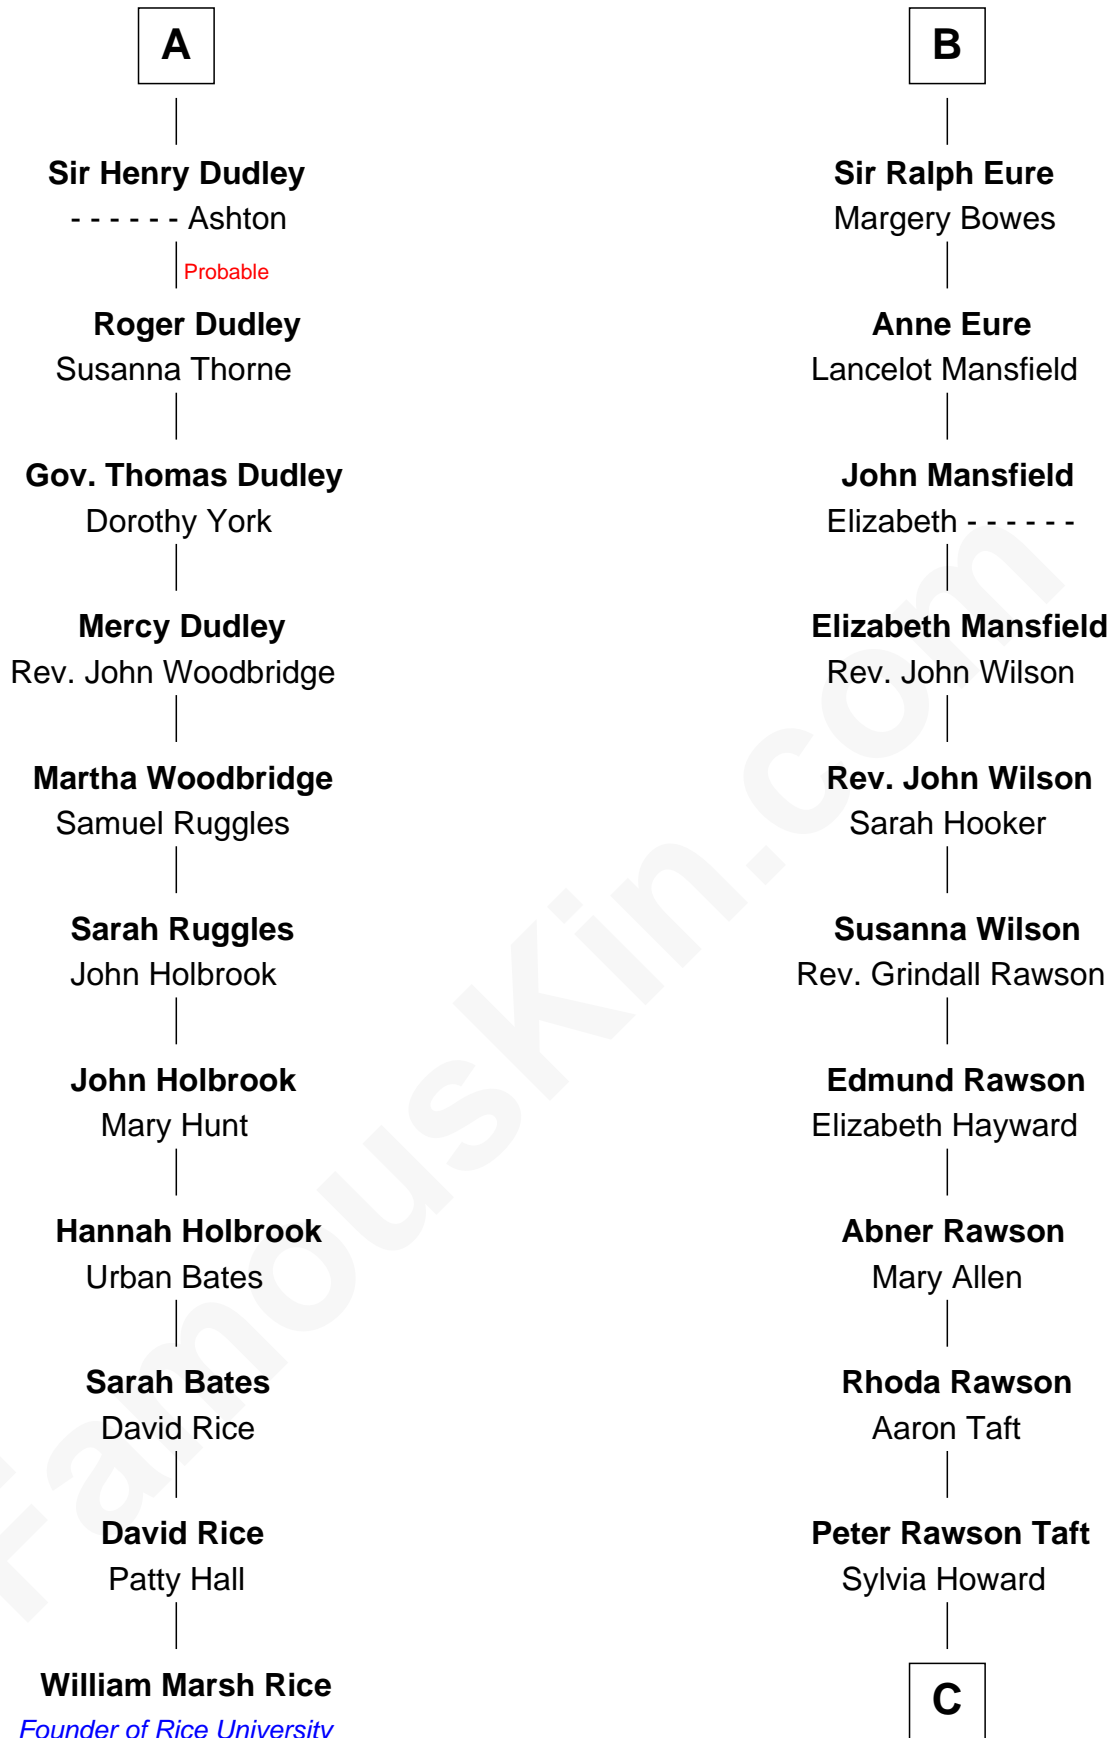 A
Sir Henry Dudley
- - - - - - Ashton
Probable
Roger Dudley
Susanna Thorne
Gov. Thomas Dudley
Dorothy York
Mercy Dudley
Rev. John Woodbridge
Martha Woodbridge
Samuel Ruggles
Sarah Ruggles
John Holbrook
John Holbrook
Mary Hunt
Hannah Holbrook
Urban Bates
Sarah Bates
David Rice
David Rice
Patty Hall
William Marsh Rice
Founder of Rice University
B
Sir Ralph Eure
Margery Bowes
Anne Eure
Lancelot Mansfield
John Mansfield
Elizabeth - - - - - -
Elizabeth Mansfield
Rev. John Wilson
Rev. John Wilson
Sarah Hooker
Susanna Wilson
Rev. Grindall Rawson
Edmund Rawson
Elizabeth Hayward
Abner Rawson
Mary Allen
Rhoda Rawson
Aaron Taft
Peter Rawson Taft
Sylvia Howard
C
FamousKin.com